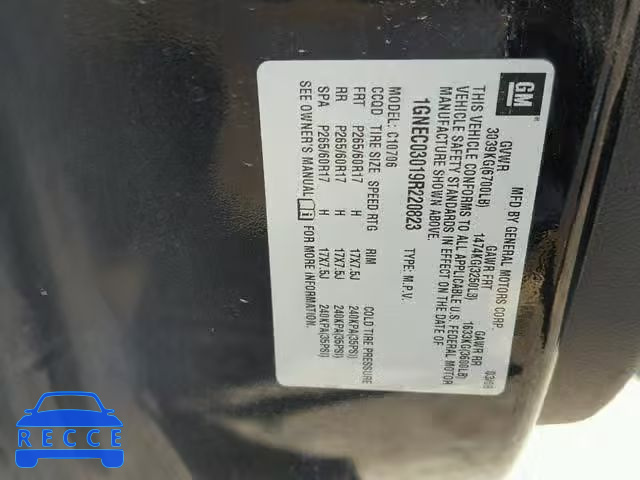 GM
MFD BY GENERAL MOTORS CORP 03/09
GVWR GAWR FRT GAWR RR
3039KG(6700LB) 1474KG(3250LB) 1633KG(3600LB)
THIS VEHICLE CONFORMS TO ALL APPLICABLE U.S. FEDERAL MOTOR
VEHICLE SAFETY STANDARDS IN EFFECT ON THE DATE OF
MANUFACTURE SHOWN ABOVE.
1GNEC03019R220823 TYPE: M.P.V.
MODEL: C10706
CCQD TIRE SIZE SPEED RTG RIM COLD TIRE PRESSURE
FRT P265/60R17 H 17X7.5J 240KPA(35PSI)
RR P265/60R17 H 17X7.5J 240KPA(35PSI)
SPA P265/60R17 H 17X7.5J 240KPA(35PSI)
SEE OWNER'S MANUAL FOR MORE INFORMATION.
RECCE